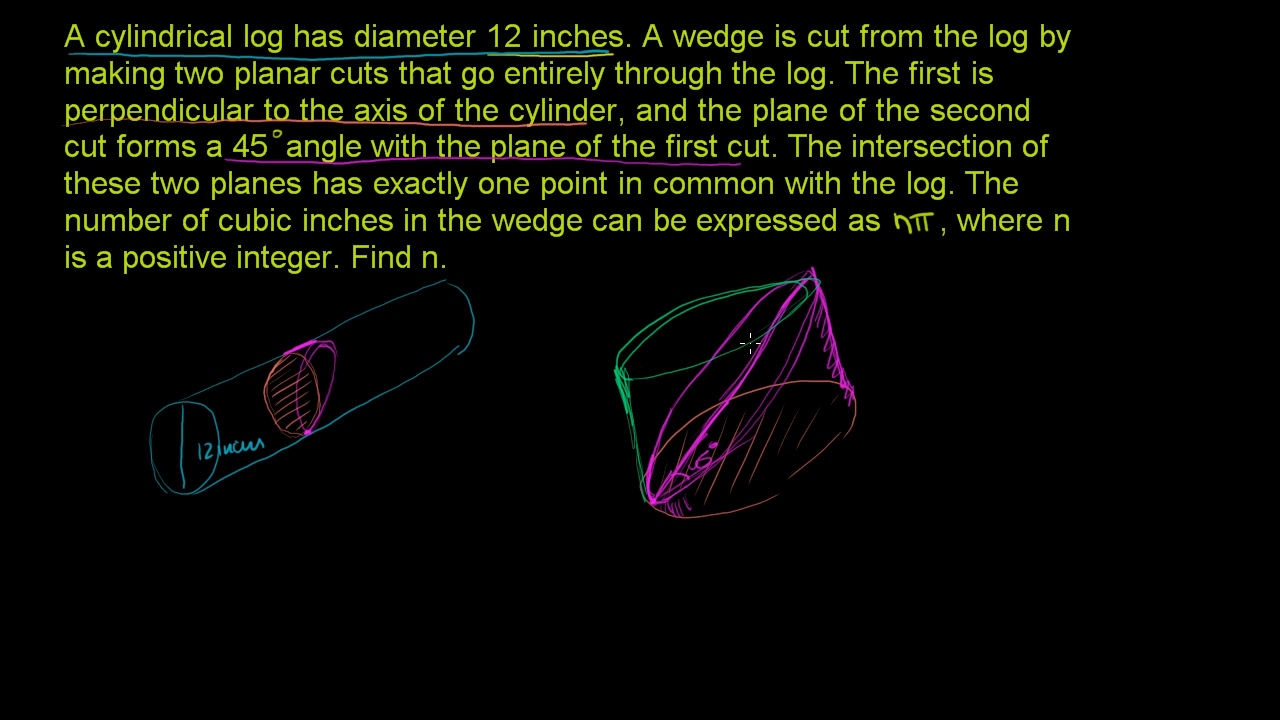 A cylindrical log has diameter 12 inches. A wedge is cut from the log by
making two planar cuts that go entirely through the log. The first is
perpendicular to the axis of the cylinder, and the plane of the second
cut forms a 45° angle with the plane of the first cut. The intersection of
these two planes has exactly one point in common with the log. The
number of cubic inches in the wedge can be expressed as nπ, where n
is a positive integer. Find n.
12